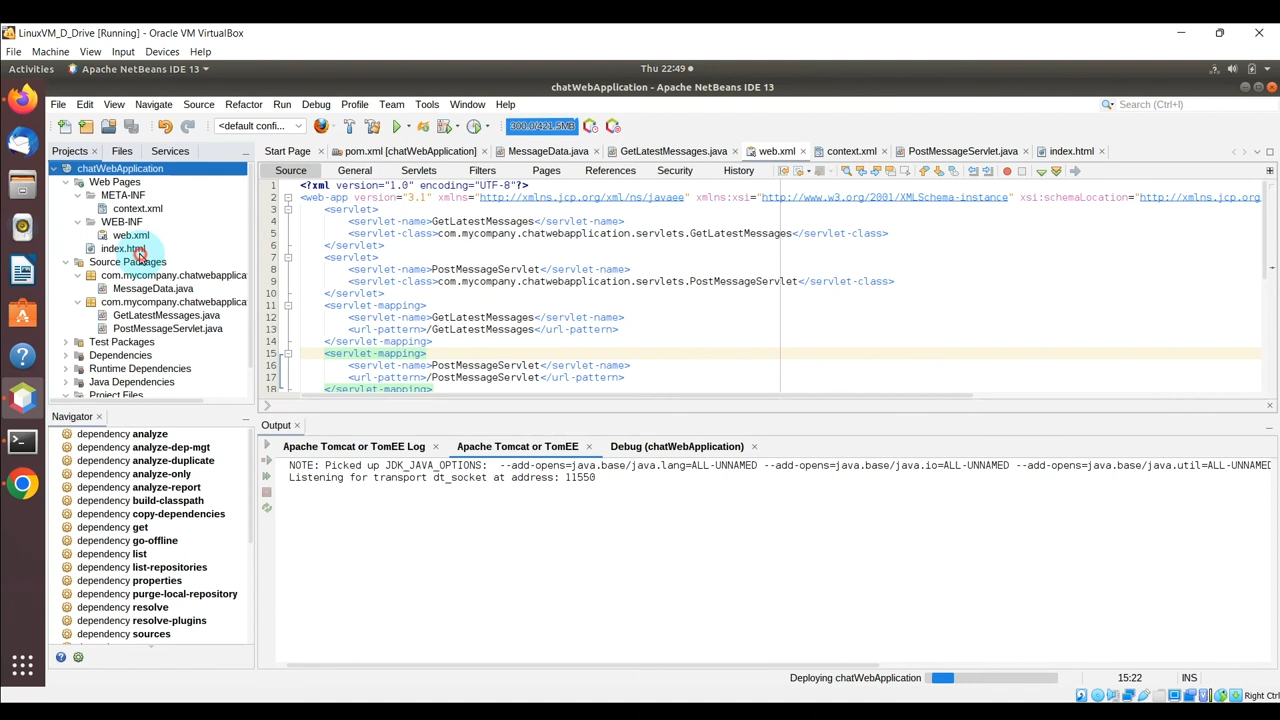 LinuxVM_D_Drive [Running] - Oracle VM VirtualBox
File Machine View Input Devices Help
Activities Apache NetBeans IDE 13 Thu 22:49
chatWebApplication - Apache NetBeans IDE 13
File Edit View Navigate Source Refactor Run Debug Profile Team Tools Window Help Search (Ctrl+I)
<default confi... 300.0/421.5MB
Projects Files Services
Start Page pom.xml [chatWebApplication] MessageData.java GetLatestMessages.java web.xml context.xml PostMessageServlet.java index.html
Source General Servlets Filters Pages References Security History
chatWebApplication
Web Pages
META-INF
context.xml
WEB-INF
web.xml
index.html
Source Packages
com.mycompany.chatwebapplica
MessageData.java
com.mycompany.chatwebapplica
GetLatestMessages.java
PostMessageServlet.java
Test Packages
Dependencies
Runtime Dependencies
Java Dependencies
Project Files
1 <?xml version="1.0" encoding="UTF-8"?>
2 <web-app version="3.1" xmlns="http://xmlns.jcp.org/xml/ns/javaee" xmlns:xsi="http://www.w3.org/2001/XMLSchema-instance" xsi:schemaLocation="http://xmlns.jcp.org
3 <servlet>
4 <servlet-name>GetLatestMessages</servlet-name>
5 <servlet-class>com.mycompany.chatwebapplication.servlets.GetLatestMessages</servlet-class>
6 </servlet>
7 <servlet>
8 <servlet-name>PostMessageServlet</servlet-name>
9 <servlet-class>com.mycompany.chatwebapplication.servlets.PostMessageServlet</servlet-class>
10 </servlet>
11 <servlet-mapping>
12 <servlet-name>GetLatestMessages</servlet-name>
13 <url-pattern>/GetLatestMessages</url-pattern>
14 </servlet-mapping>
15 <servlet-mapping>
16 <servlet-name>PostMessageServlet</servlet-name>
17 <url-pattern>/PostMessageServlet</url-pattern>
18 </servlet-mapping>
Navigator
dependency analyze
dependency analyze-dep-mgt
dependency analyze-duplicate
dependency analyze-only
dependency analyze-report
dependency build-classpath
dependency copy-dependencies
dependency get
dependency go-offline
dependency list
dependency list-repositories
dependency properties
dependency purge-local-repository
dependency resolve
dependency resolve-plugins
dependency sources
Output
Apache Tomcat or TomEE Log Apache Tomcat or TomEE Debug (chatWebApplication)
NOTE: Picked up JDK_JAVA_OPTIONS: --add-opens=java.base/java.lang=ALL-UNNAMED --add-opens=java.base/java.io=ALL-UNNAMED --add-opens=java.base/java.util=ALL-UNNAMED
Listening for transport dt_socket at address: 11550
Deploying chatWebApplication 15:22 INS
Right Ctrl